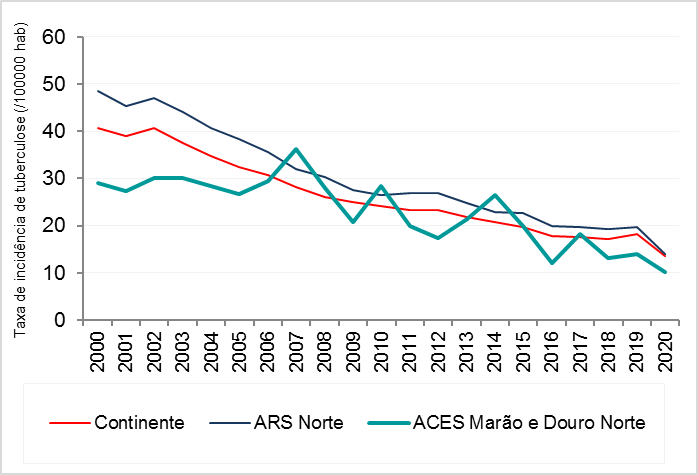 Taxa de incidência de tuberculose (/100000 hab)
60
50
40
30
20
10
0
2000 2001 2002 2003 2004 2005 2006 2007 2008 2009 2010 2011 2012 2013 2014 2015 2016 2017 2018 2019 2020
Continente ARS Norte ACES Marão e Douro Norte